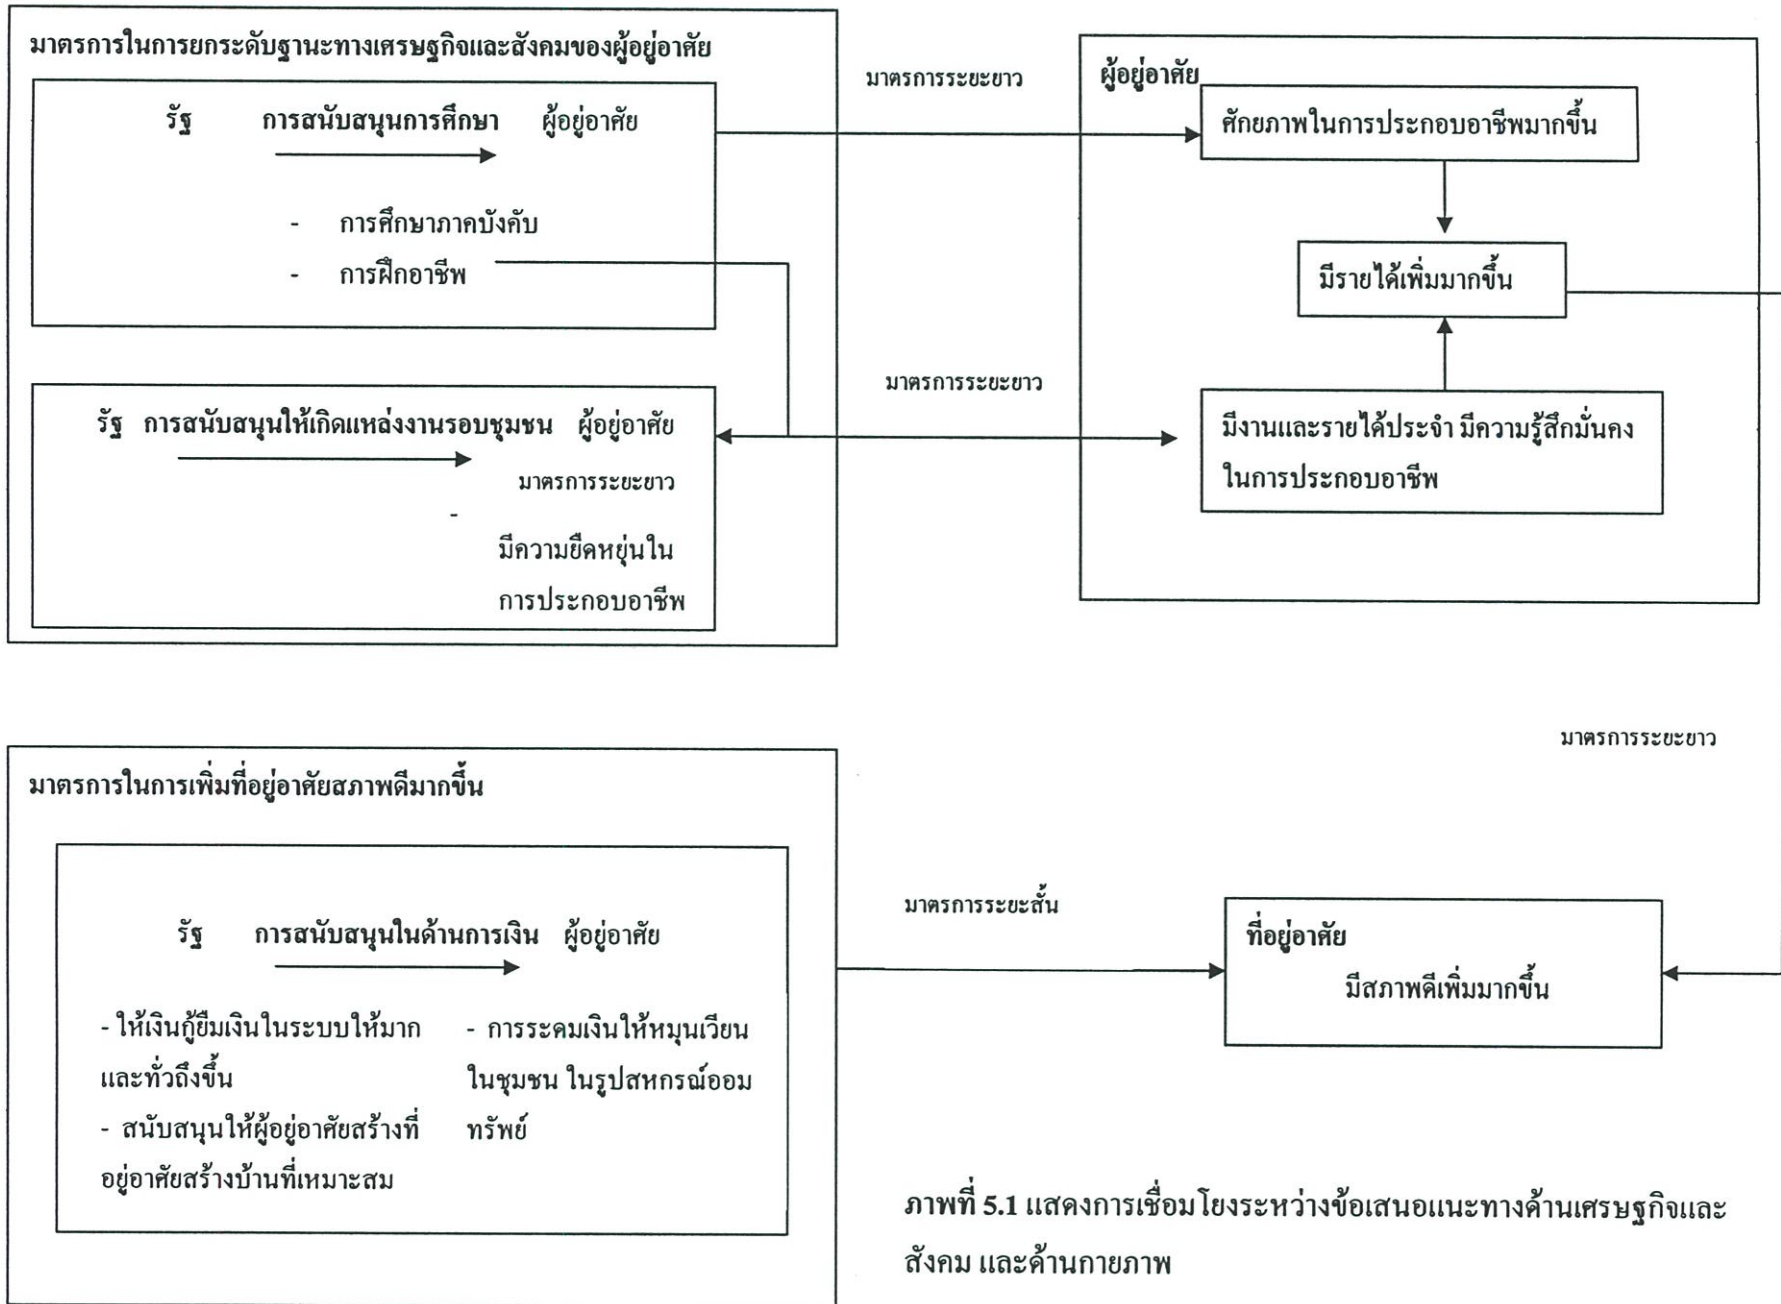 มาตรการในการยกระดับฐานะทางเศรษฐกิจและสังคมของผู้อยู่อาศัย
รัฐ การสนับสนุนการศึกษา ผู้อยู่อาศัย
- การศึกษาภาคบังคับ
- การฝึกอาชีพ
รัฐ การสนับสนุนให้เกิดแหล่งงานรอบชุมชน ผู้อยู่อาศัย
มาตรการระยะยาว
-
มีความยืดหยุ่นใน
การประกอบอาชีพ
มาตรการระยะยาว
มาตรการระยะยาว
ผู้อยู่อาศัย
ศักยภาพในการประกอบอาชีพมากขึ้น
มีรายได้เพิ่มมากขึ้น
มีงานและรายได้ประจำ มีความรู้สึกมั่นคง
ในการประกอบอาชีพ
มาตรการระยะยาว
มาตรการในการเพิ่มที่อยู่อาศัยสภาพดีมากขึ้น
รัฐ การสนับสนุนในด้านการเงิน ผู้อยู่อาศัย
- ให้เงินกู้ยืมเงินในระบบให้มาก
และทั่วถึงขึ้น
- สนับสนุนให้ผู้อยู่อาศัยสร้างที่
อยู่อาศัยสร้างบ้านที่เหมาะสม
- การระดมเงินให้หมุนเวียน
ในชุมชน ในรูปสหกรณ์ออม
ทรัพย์
มาตรการระยะสั้น
ที่อยู่อาศัย
มีสภาพดีเพิ่มมากขึ้น
ภาพที่ 5.1 แสดงการเชื่อมโยงระหว่างข้อเสนอแนะทางด้านเศรษฐกิจและ
สังคม และด้านกายภาพ